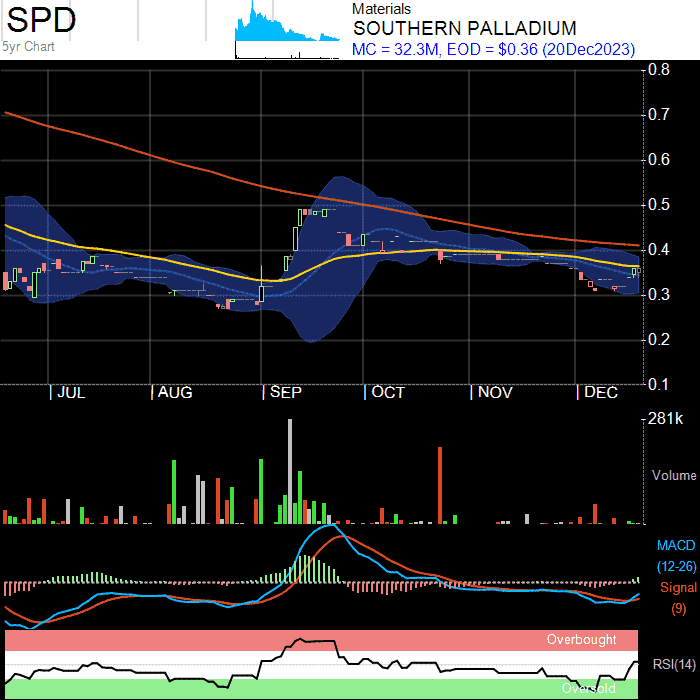 SPD
5yr Chart
Materials
SOUTHERN PALLADIUM
MC = 32.3M, EOD = $0.36 (20Dec2023)
0.8
0.7
0.6
0.5
0.4
0.3
0.2
0.1
JUL
AUG
SEP
OCT
NOV
DEC
281k
Volume
MACD
(12-26)
Signal
(9)
Overbought
RSI(14)
Oversold